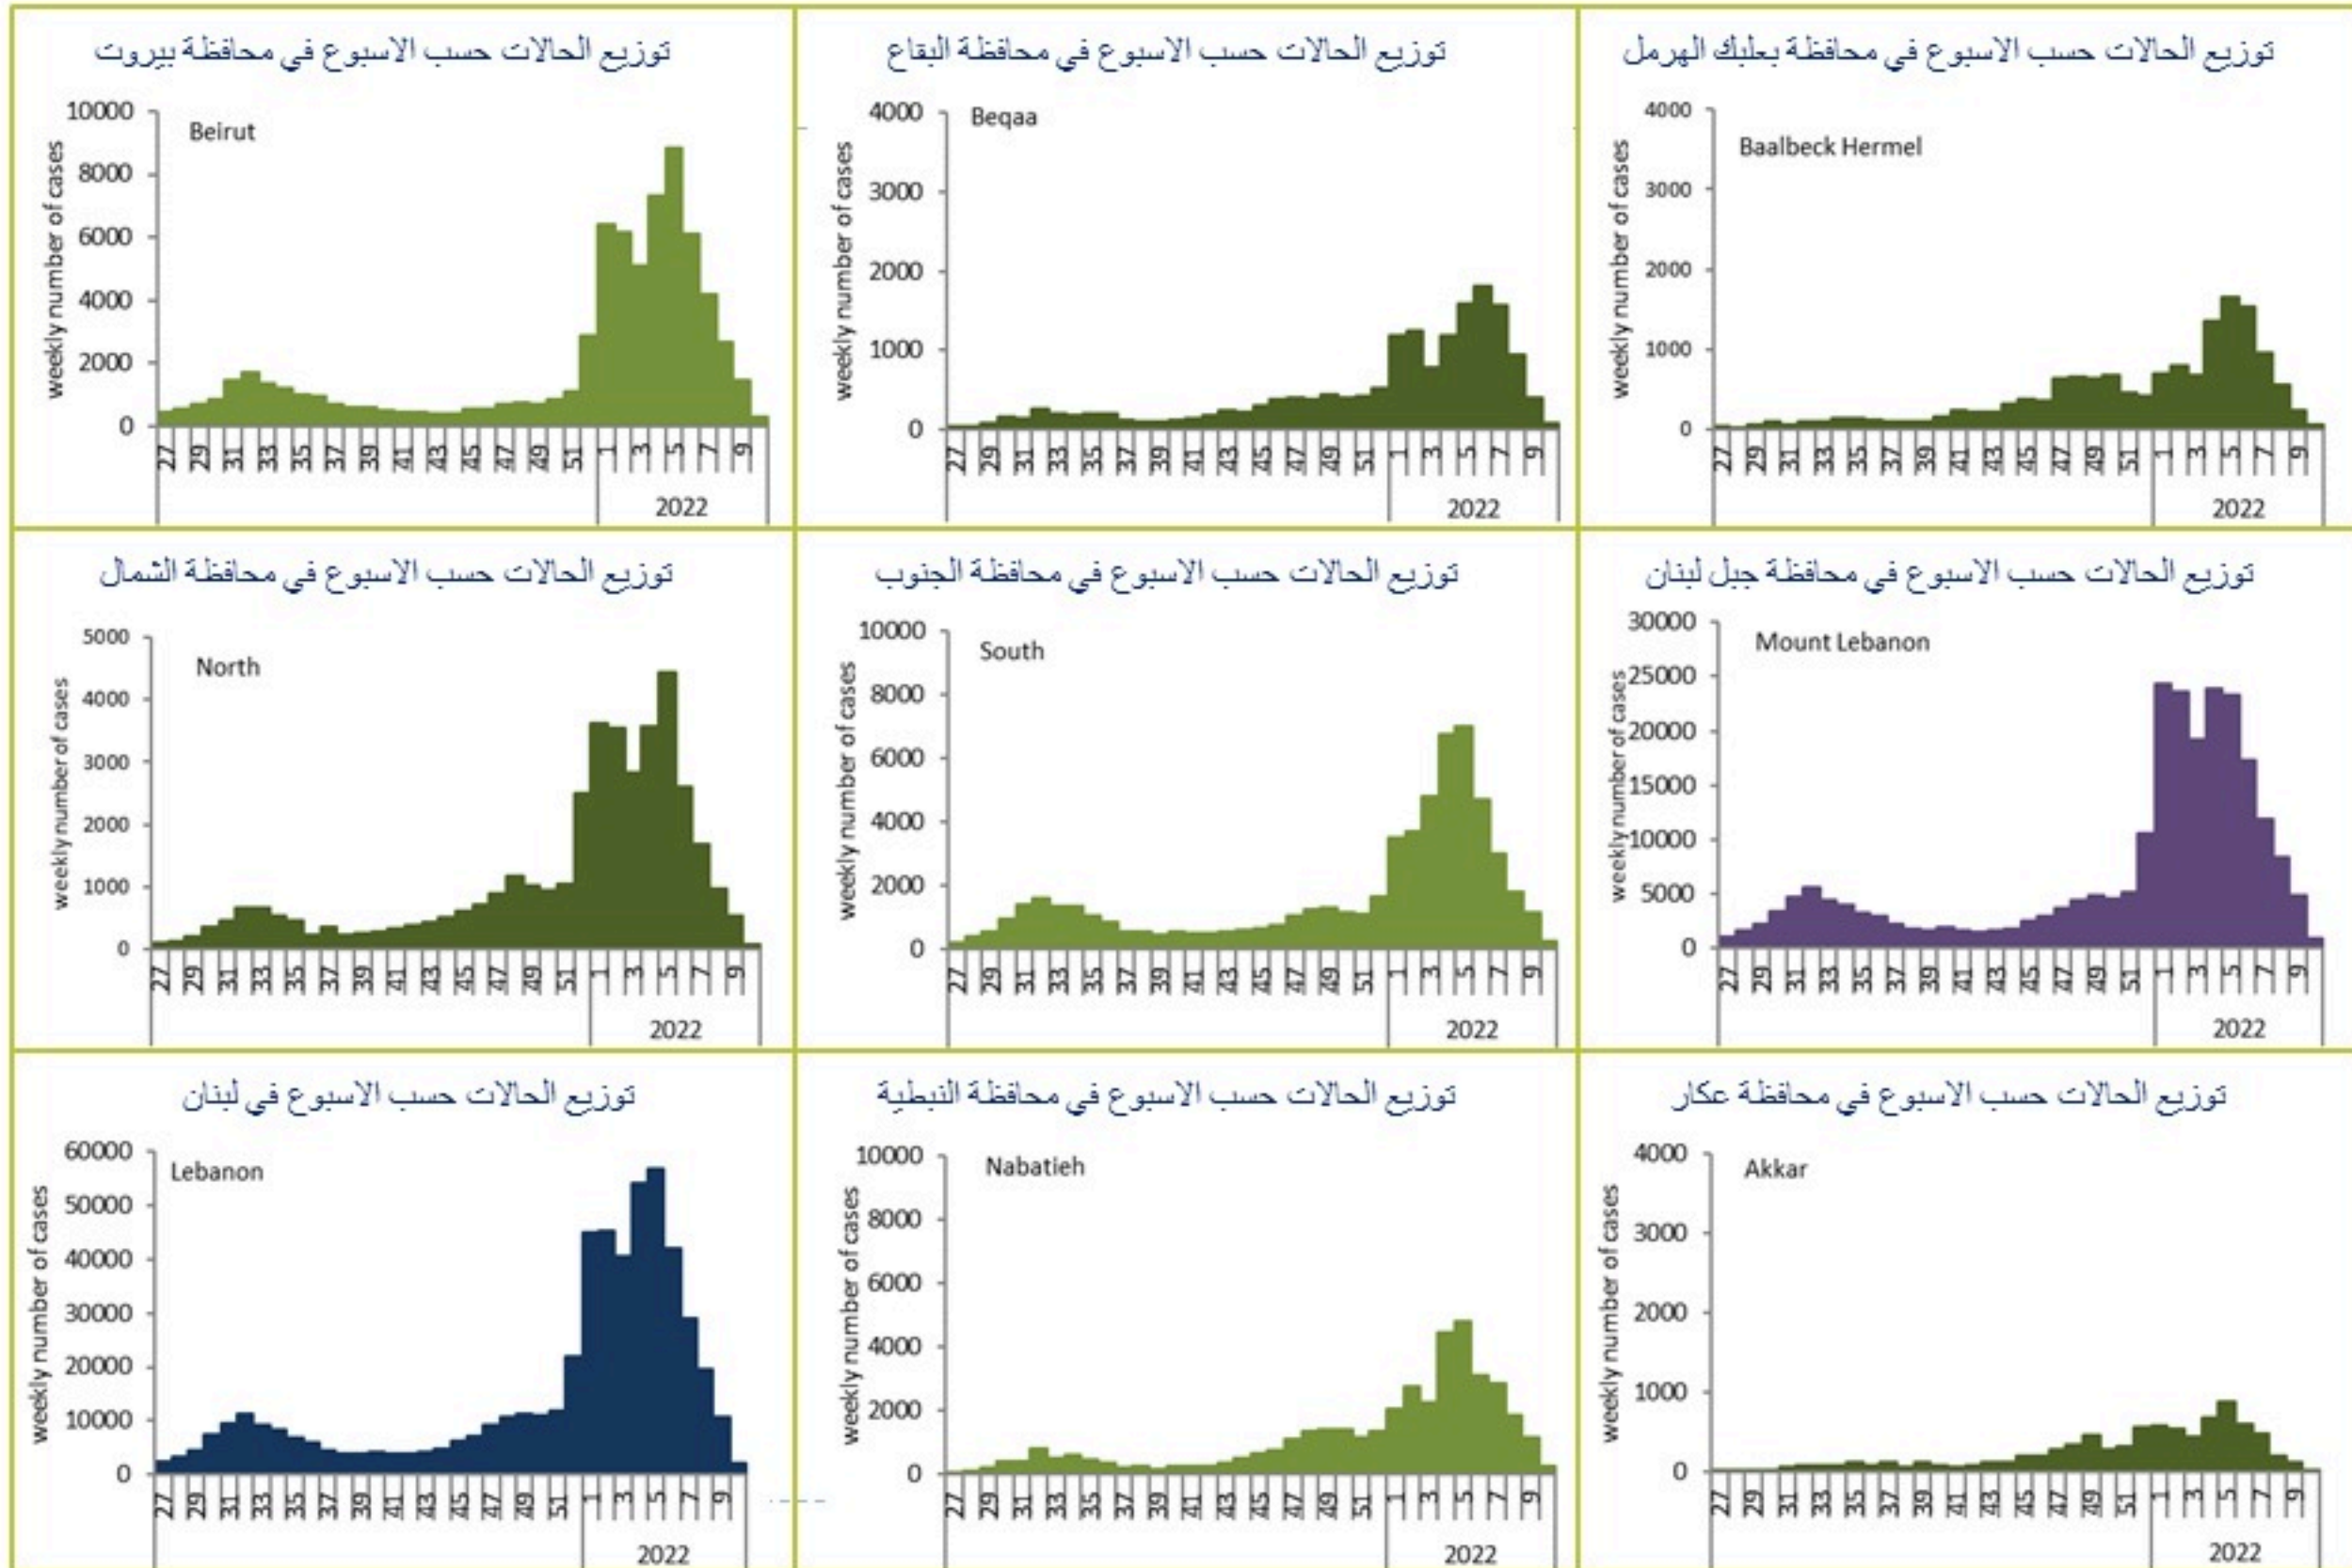 توزيع الحالات حسب الاسبوع في محافظة بيروت
Beirut
weekly number of cases
10000
8000
6000
4000
2000
0
27 29 31 33 35 37 39 41 43 45 47 49 51 1 3 5 7 9
2022
توزيع الحالات حسب الاسبوع في محافظة البقاع
Beqaa
weekly number of cases
4000
3000
2000
1000
0
27 29 31 33 35 37 39 41 43 45 47 49 51 1 3 5 7 9
2022
توزيع الحالات حسب الاسبوع في محافظة بعلبك الهرمل
Baalbeck Hermel
weekly number of cases
4000
3000
2000
1000
0
27 29 31 33 35 37 39 41 43 45 47 49 51 1 3 5 7 9
2022
توزيع الحالات حسب الاسبوع في محافظة الشمال
North
weekly number of cases
5000
4000
3000
2000
1000
0
27 29 31 33 35 37 39 41 43 45 47 49 51 1 3 5 7 9
2022
توزيع الحالات حسب الاسبوع في محافظة الجنوب
South
weekly number of cases
10000
8000
6000
4000
2000
0
27 29 31 33 35 37 39 41 43 45 47 49 51 1 3 5 7 9
2022
توزيع الحالات حسب الاسبوع في محافظة جبل لبنان
Mount Lebanon
weekly number of cases
30000
25000
20000
15000
10000
5000
0
27 29 31 33 35 37 39 41 43 45 47 49 51 1 3 5 7 9
2022
توزيع الحالات حسب الاسبوع في لبنان
Lebanon
weekly number of cases
60000
50000
40000
30000
20000
10000
0
27 29 31 33 35 37 39 41 43 45 47 49 51 1 3 5 7 9
2022
توزيع الحالات حسب الاسبوع في محافظة النبطية
Nabatieh
weekly number of cases
10000
8000
6000
4000
2000
0
27 29 31 33 35 37 39 41 43 45 47 49 51 1 3 5 7 9
2022
توزيع الحالات حسب الاسبوع في محافظة عكار
Akkar
weekly number of cases
4000
3000
2000
1000
0
27 29 31 33 35 37 39 41 43 45 47 49 51 1 3 5 7 9
2022